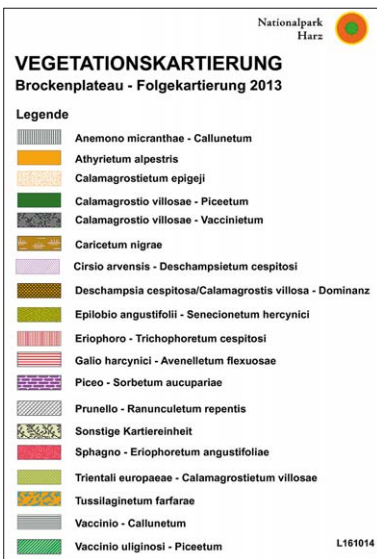 Nationalpark
Harz
VEGETATIONSKARTIERUNG
Brockenplateau - Folgekartierung 2013
Legende
Anemono micranthae - Callunetum
Athyrietum alpestris
Calamagrostietum epigeji
Calamagrostio villosae - Piceetum
Calamagrostio villosae - Vaccinietum
Caricetum nigrae
Cirsio arvensis - Deschampsietum cespitosi
Deschampsia cespitosa/Calamagrostis villosa - Dominanz
Epilobio angustifolii - Senecionetum hercynici
Eriophoro - Trichophoretum cespitosi
Galio harcynici - Avenelletum flexuosae
Piceo - Sorbetum aucupariae
Prunello - Ranunculetum repentis
Sonstige Kartiereinheit
Sphagno - Eriophoretum angustifoliae
Trientali europaeae - Calamagrostietum villosae
Tussilaginetum farfarae
Vaccinio - Callunetum
Vaccinio uliginosi - Piceetum
L161014